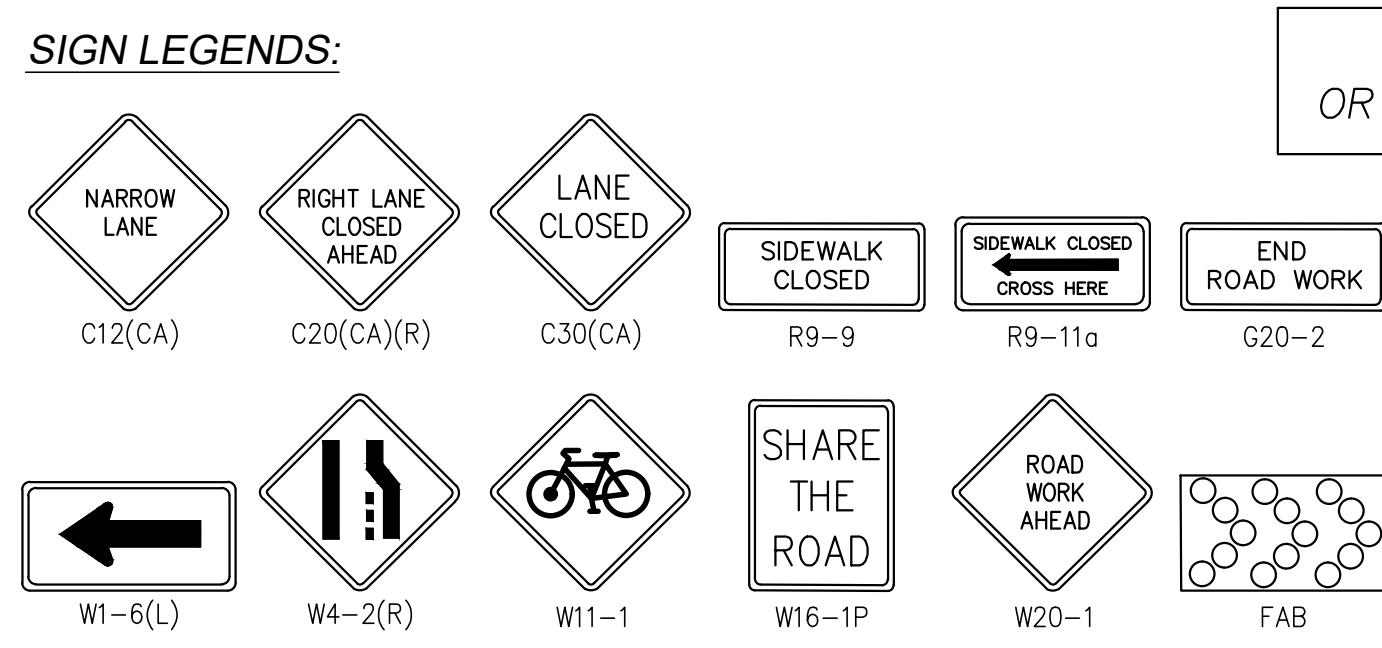 SIGN LEGENDS:
OR
NARROW
LANE
C12(CA)
RIGHT LANE
CLOSED
AHEAD
C20(CA)(R)
LANE
CLOSED
C30(CA)
SIDEWALK
CLOSED
R9-9
SIDEWALK CLOSED
CROSS HERE
R9-11a
END
ROAD WORK
G20-2
W1-6(L)
W4-2(R)
W11-1
SHARE
THE
ROAD
W16-1P
ROAD
WORK
AHEAD
W20-1
FAB